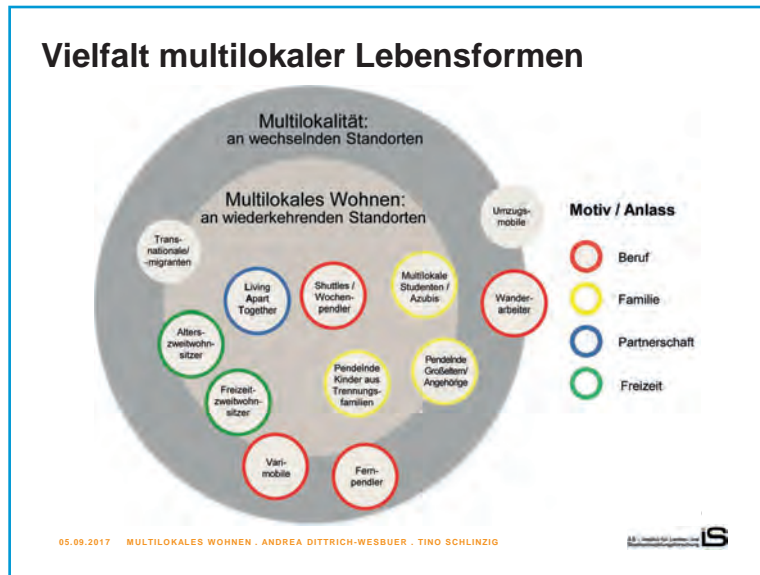 Vielfalt multilokaler Lebensformen
Multilokalität:
an wechselnden Standorten
Multilokales Wohnen:
an wiederkehrenden Standorten
Umzugs-
mobile
Trans-
nationale/
-migranten
Living
Apart
Together
Shuttles /
Wochen-
pendler
Multilokale
Studenten /
Azubis
Wander-
arbeiter
Alters-
zweitwohn-
sitzer
Freizeit-
zweitwohn-
sitzer
Pendelnde
Kinder aus
Trennungs-
familien
Pendelnde
Großeltern/
Angehörige
Vari-
mobile
Fern-
pendler
Motiv / Anlass
Beruf
Familie
Partnerschaft
Freizeit
05.09.2017 MULTILOKALES WOHNEN . ANDREA DITTRICH-WESBUER . TINO SCHLINZIG